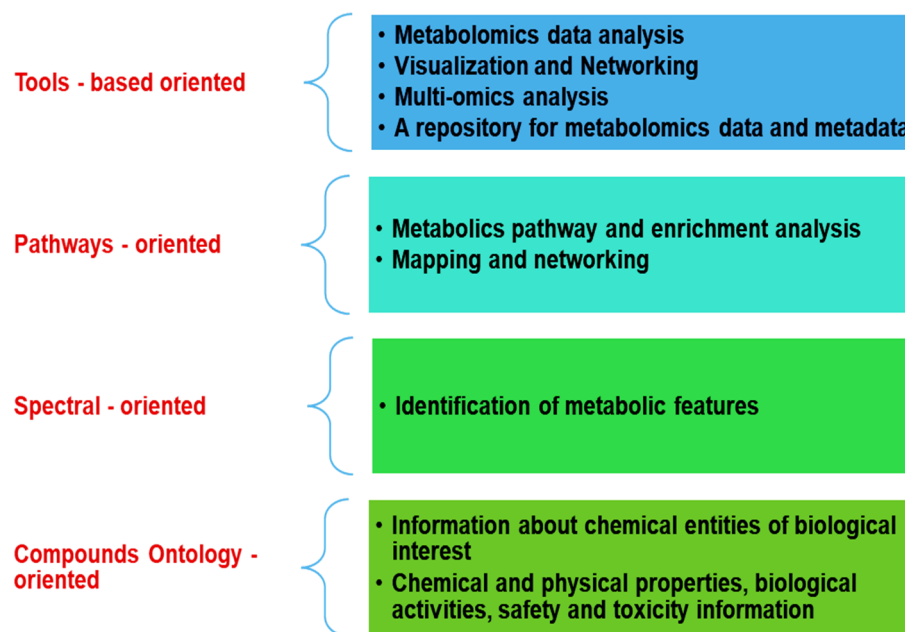 Tools - based oriented
• Metabolomics data analysis
• Visualization and Networking
• Multi-omics analysis
• A repository for metabolomics data and metadata
Pathways - oriented
• Metabolics pathway and enrichment analysis
• Mapping and networking
Spectral - oriented
• Identification of metabolic features
Compounds Ontology -
oriented
• Information about chemical entities of biological
interest
• Chemical and physical properties, biological
activities, safety and toxicity information